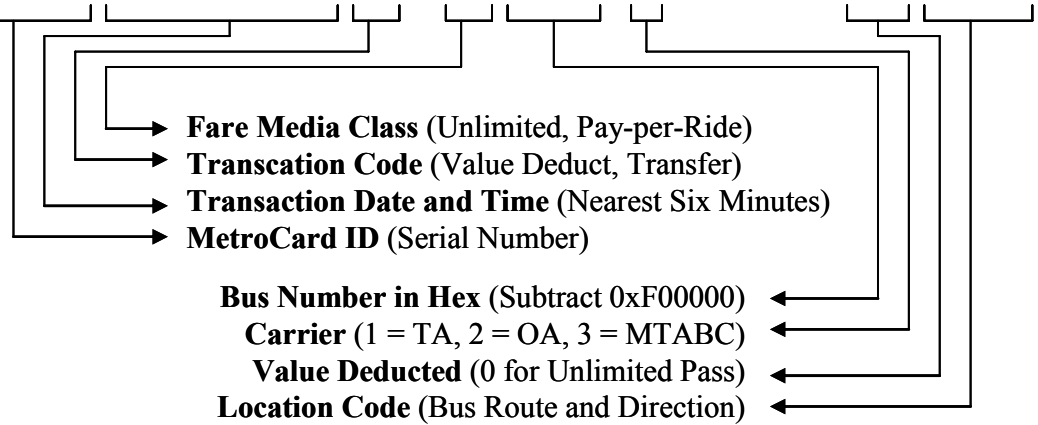 Fare Media Class (Unlimited, Pay-per-Ride)
Transcation Code (Value Deduct, Transfer)
Transaction Date and Time (Nearest Six Minutes)
MetroCard ID (Serial Number)
Bus Number in Hex (Subtract 0xF00000)
Carrier (1 = TA, 2 = OA, 3 = MTABC)
Value Deducted (0 for Unlimited Pass)
Location Code (Bus Route and Direction)